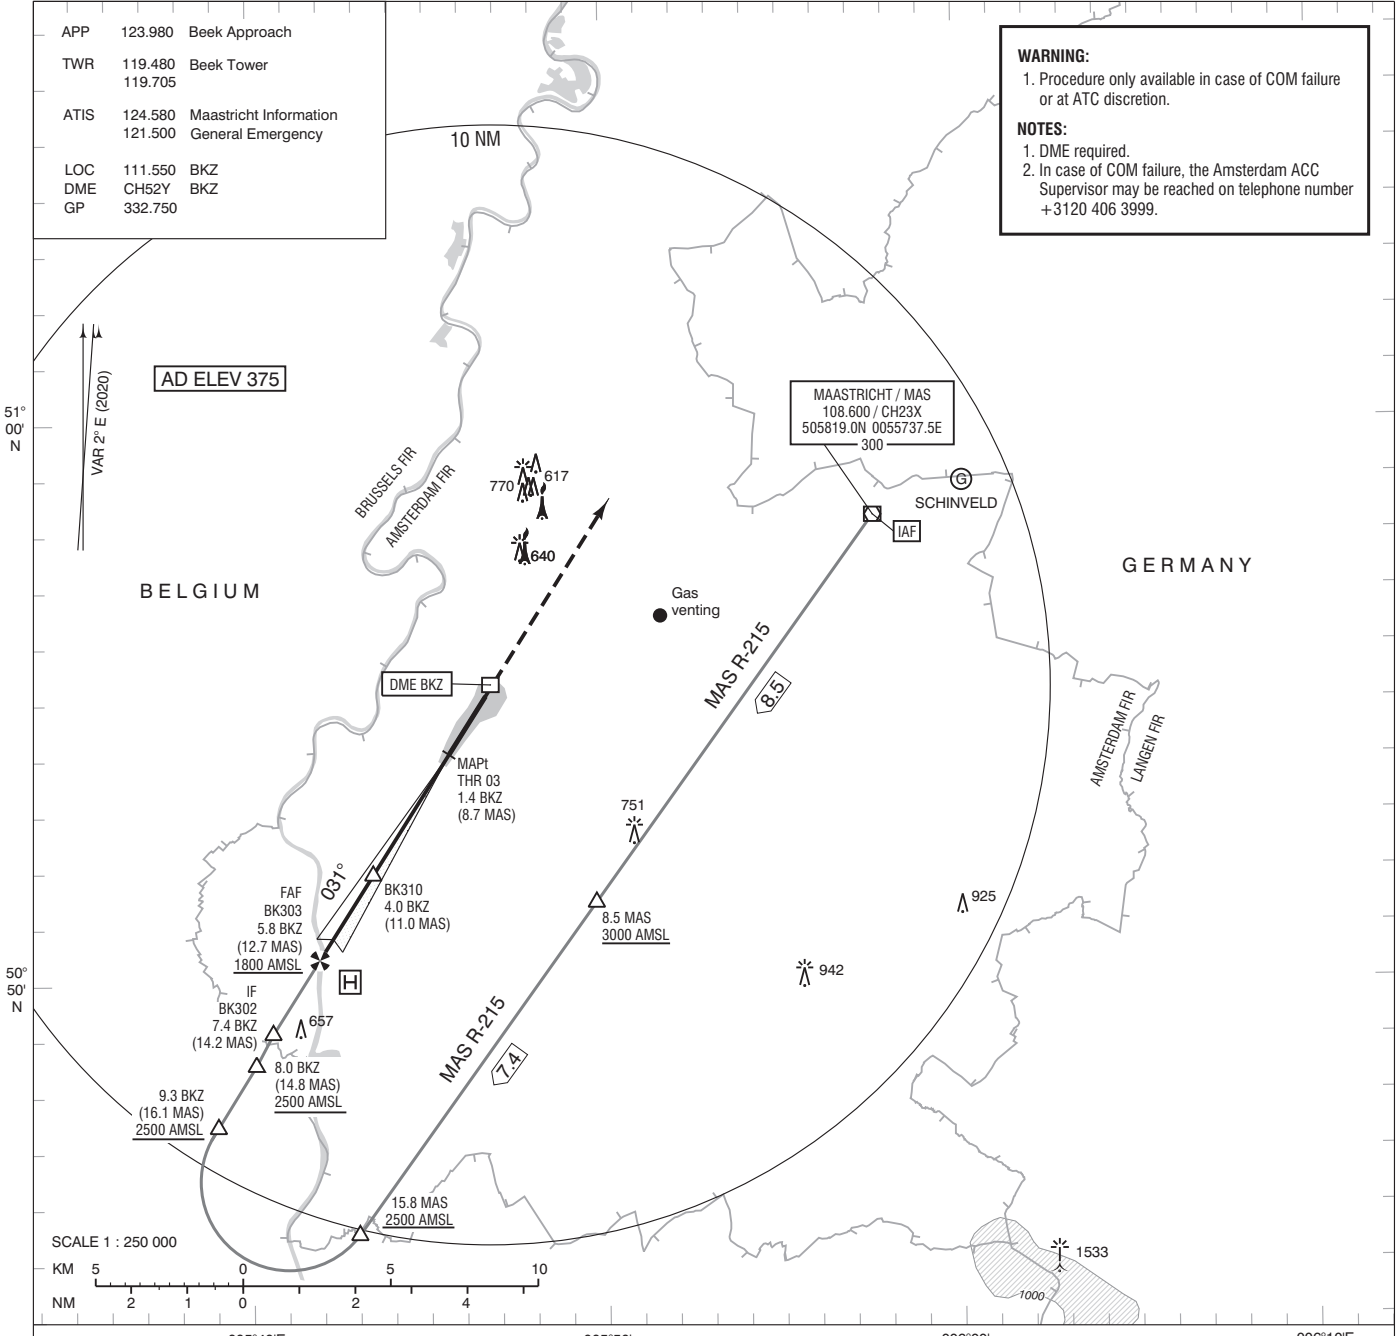 APP 123.980 Beek Approach
TWR 119.480 Beek Tower
119.705
ATIS 124.580 Maastricht Information
121.500 General Emergency
LOC 111.550 BKZ
DME CH52Y BKZ
GP 332.750
WARNING:
1. Procedure only available in case of COM failure
or at ATC discretion.
NOTES:
1. DME required.
2. In case of COM failure, the Amsterdam ACC
Supervisor may be reached on telephone number
+3120 406 3999.
10 NM
VAR 2° E (2020)
AD ELEV 375
51°
00'
N
MAASTRICHT / MAS
108.600 / CH23X
505819.0N 0055737.5E
300
BRUSSELS FIR
AMSTERDAM FIR
770
617
640
G
SCHINVELD
IAF
GERMANY
BELGIUM
Gas
venting
MAS R-215
8.5
DME BKZ
AMSTERDAM FIR
LANGEN FIR
MAPt
THR 03
1.4 BKZ
(8.7 MAS)
751
031°
BK310
4.0 BKZ
(11.0 MAS)
FAF
BK303
5.8 BKZ
(12.7 MAS)
1800 AMSL
925
8.5 MAS
3000 AMSL
942
50°
50'
N
H
IF
BK302
7.4 BKZ
(14.2 MAS)
657
MAS R-215
7.4
8.0 BKZ
(14.8 MAS)
2500 AMSL
9.3 BKZ
(16.1 MAS)
2500 AMSL
15.8 MAS
2500 AMSL
SCALE 1 : 250 000
KM 5 0 5 10
NM 2 1 0 2 4
1533
1000